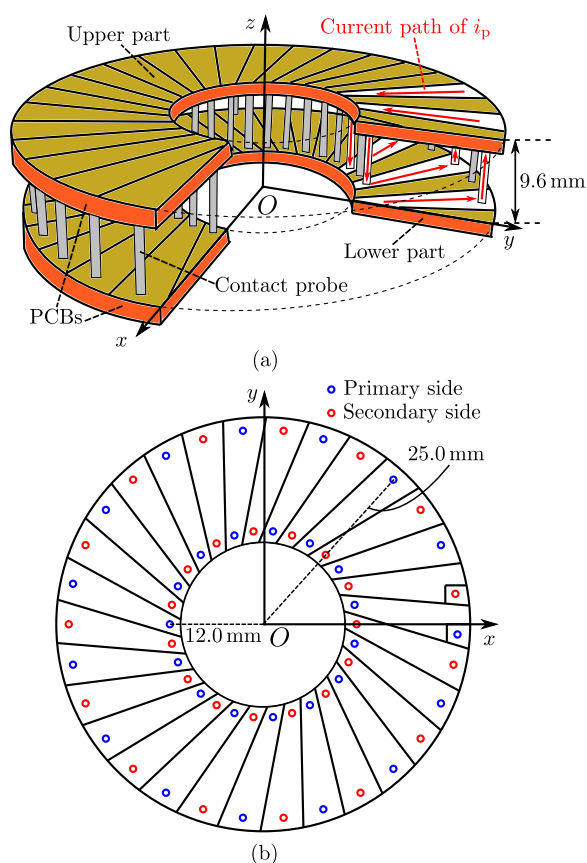 z
Upper part
Current path of i_p
9.6 mm
O
y
Lower part
Contact probe
PCBs
x
(a)
y
Primary side
Secondary side
25.0 mm
12.0 mm
O
x
(b)